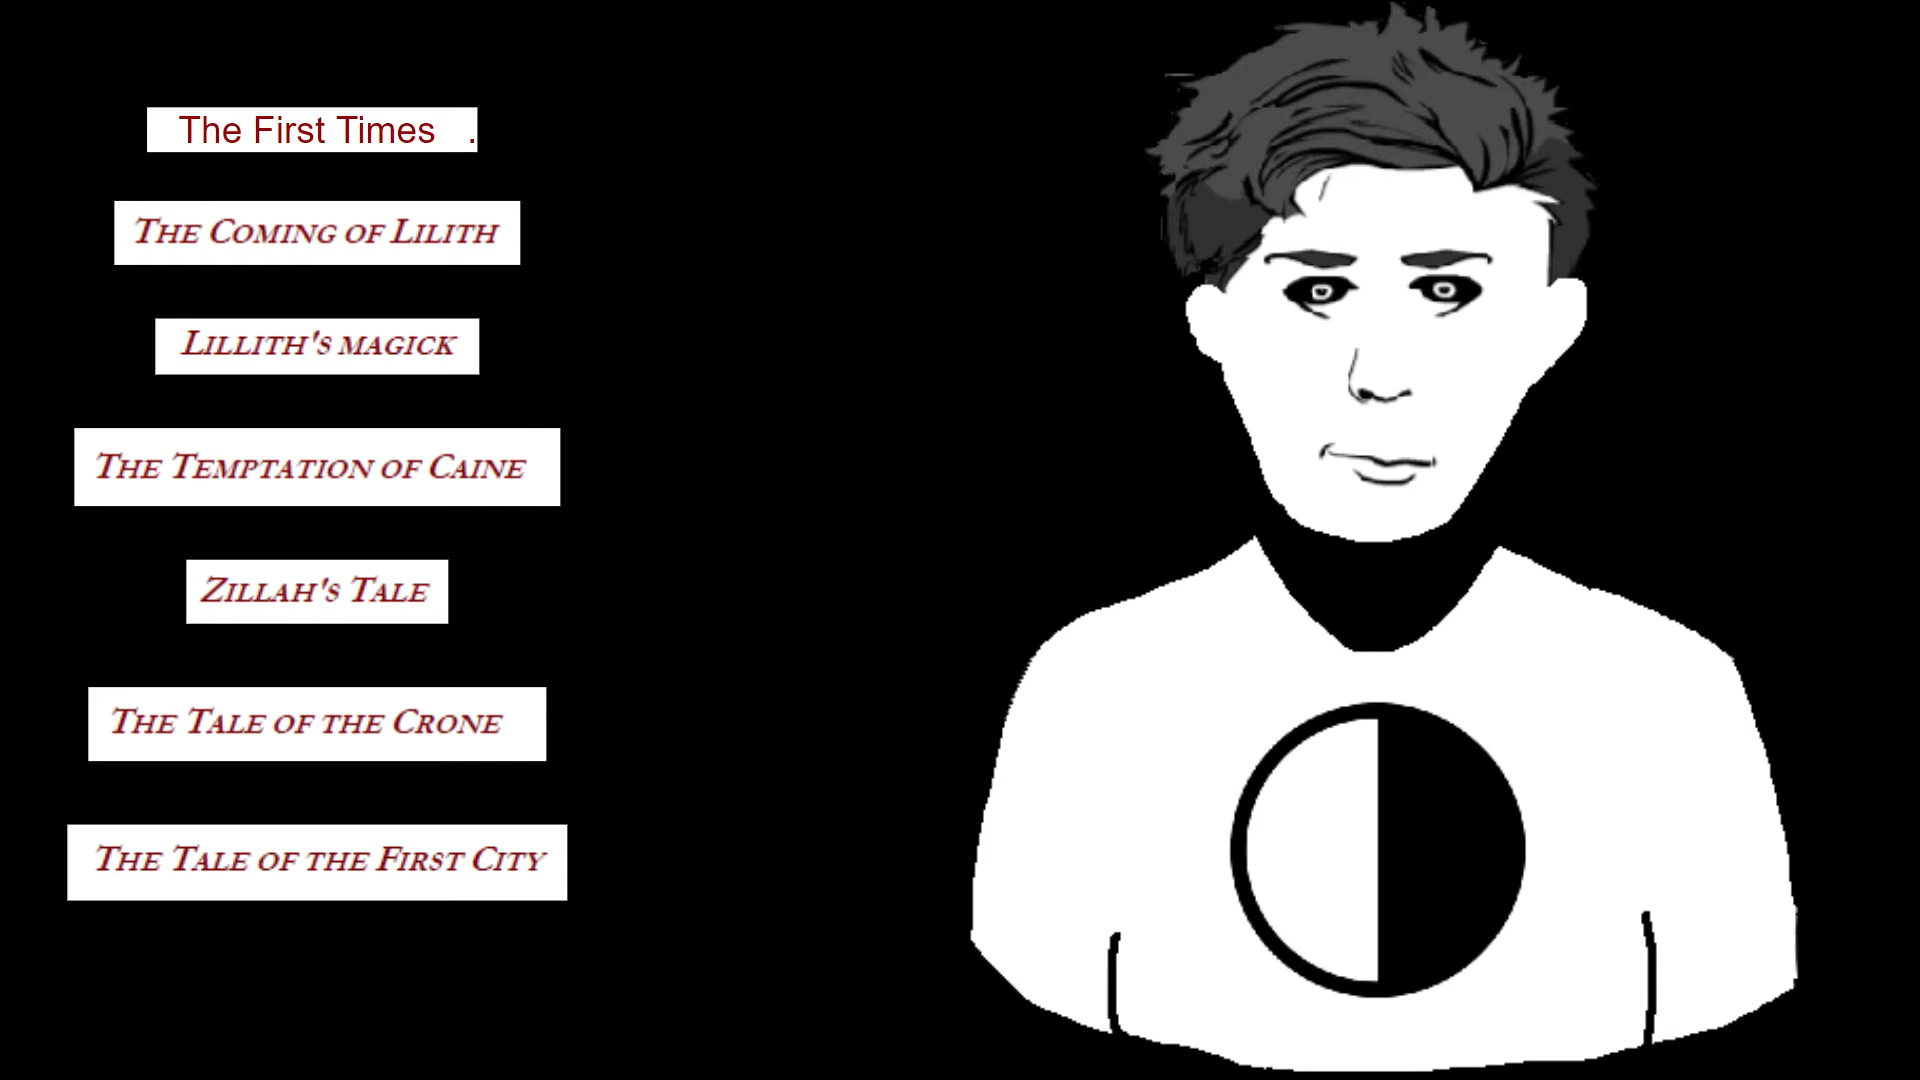 The First Times .
The Coming of Lilith
Lillith's magick
The Temptation of Caine
Zillah's Tale
The Tale of the Crone
The Tale of the First City